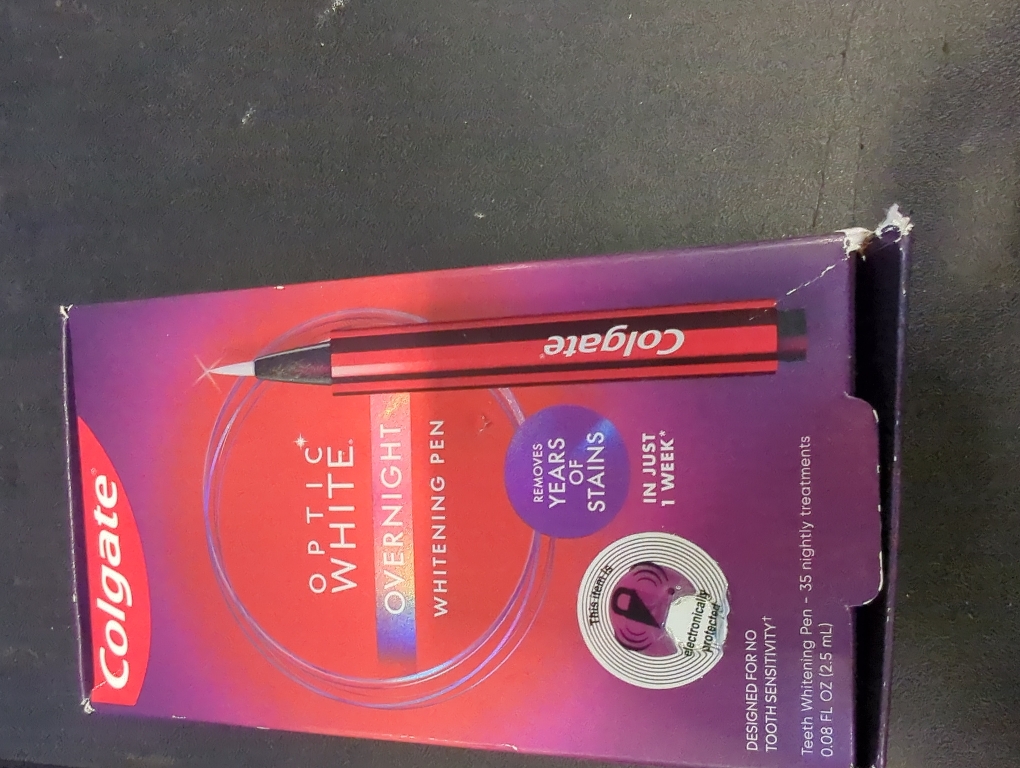 Colgate®
OPTIC
WHITE®
OVERNIGHT
WHITENING PEN
Colgate®
REMOVES
YEARS
OF
STAINS
IN JUST
1 WEEK*
This item is
electronically
protected
DESIGNED FOR NO
TOOTH SENSITIVITY†
Teeth Whitening Pen - 35 nightly treatments
0.08 FL OZ (2.5 mL)